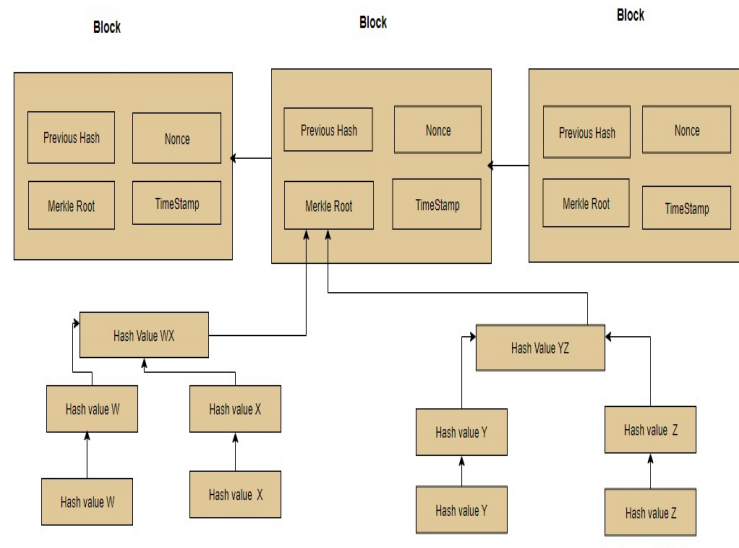 Block
Block
Block
Previous Hash
Nonce
Merkle Root
TimeStamp
Previous Hash
Nonce
Merkle Root
TimeStamp
Previous Hash
Nonce
Merkle Root
TimeStamp
Hash Value WX
Hash Value YZ
Hash value W
Hash value X
Hash value Y
Hash value Z
Hash value W
Hash value X
Hash value Y
Hash value Z